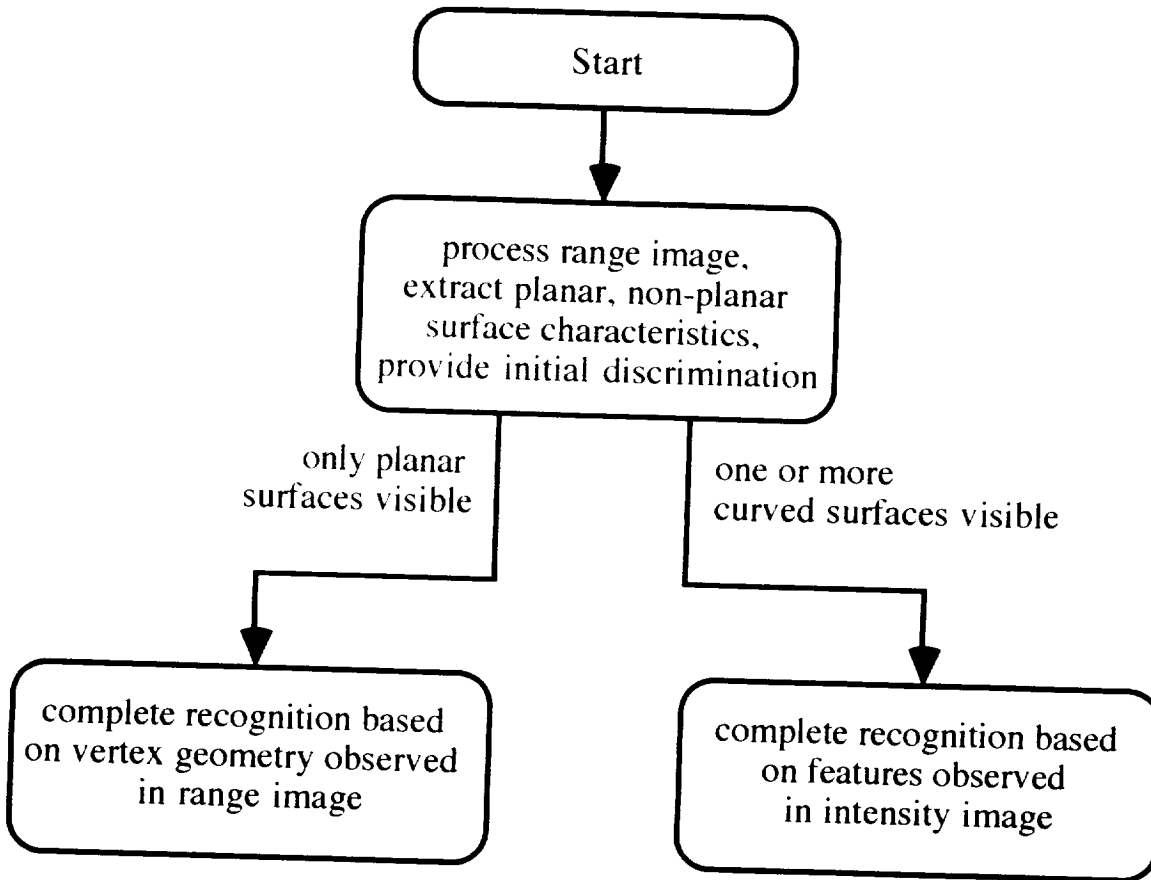 Start
process range image,
extract planar, non-planar
surface characteristics,
provide initial discrimination
only planar
surfaces visible
one or more
curved surfaces visible
complete recognition based
on vertex geometry observed
in range image
complete recognition based
on features observed
in intensity image